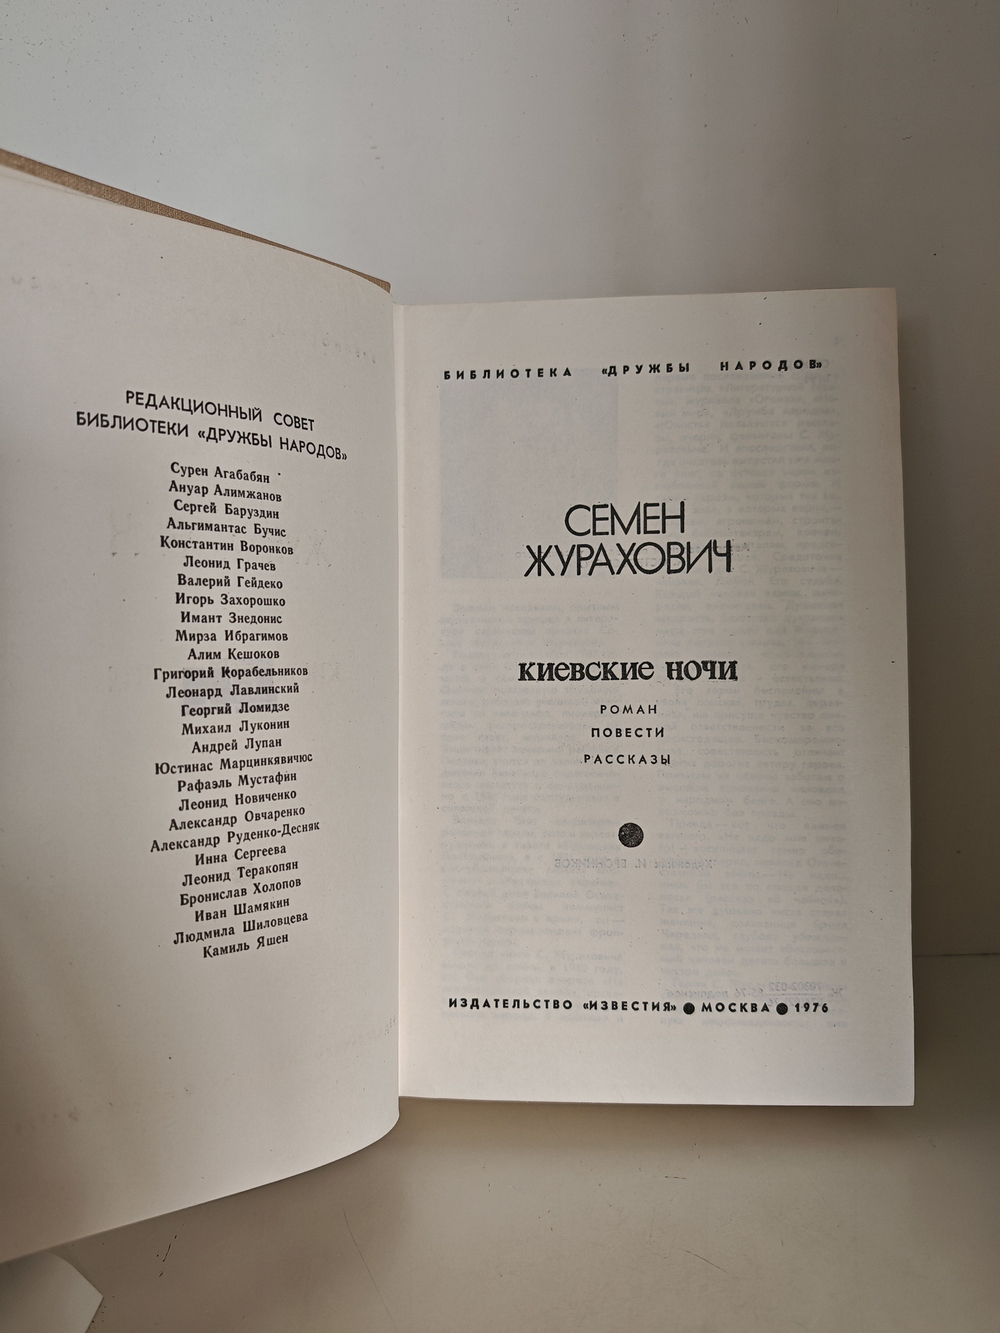 РЕДАКЦИОННЫЙ СОВЕТ
БИБЛИОТЕКИ «ДРУЖБЫ НАРОДОВ»
Сурен Агабабян
Ануар Алимжанов
Сергей Баруздин
Альгимантас Бучис
Константин Воронков
Леонид Грачев
Валерий Гейдеко
Игорь Захорошко
Имант Знедонис
Мирза Ибрагимов
Алим Кешоков
Григорий Корабельников
Леонард Лавлинский
Георгий Ломидзе
Михаил Луконин
Андрей Лупан
Юстинас Марцинкявичюс
Рафаэль Мустафин
Леонид Новиченко
Александр Овчаренко
Александр Руденко-Десняк
Инна Сергеева
Леонид Теракопян
Бронислав Холопов
Иван Шамякин
Людмила Шиловцева
Камиль Яшен
БИБЛИОТЕКА «ДРУЖБЫ НАРОДОВ»
СЕМЕН
ЖУРАХОВИЧ
КИЕВСКИЕ НОЧИ
РОМАН
ПОВЕСТИ
РАССКАЗЫ
ИЗДАТЕЛЬСТВО «ИЗВЕСТИЯ» ● МОСКВА ● 1976